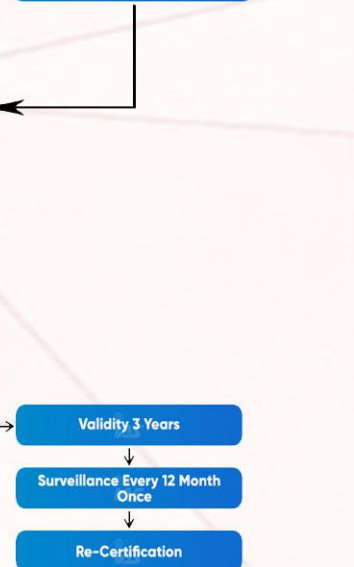 Validity 3 Years
Surveillance Every 12 Month
Once
Re-Certification